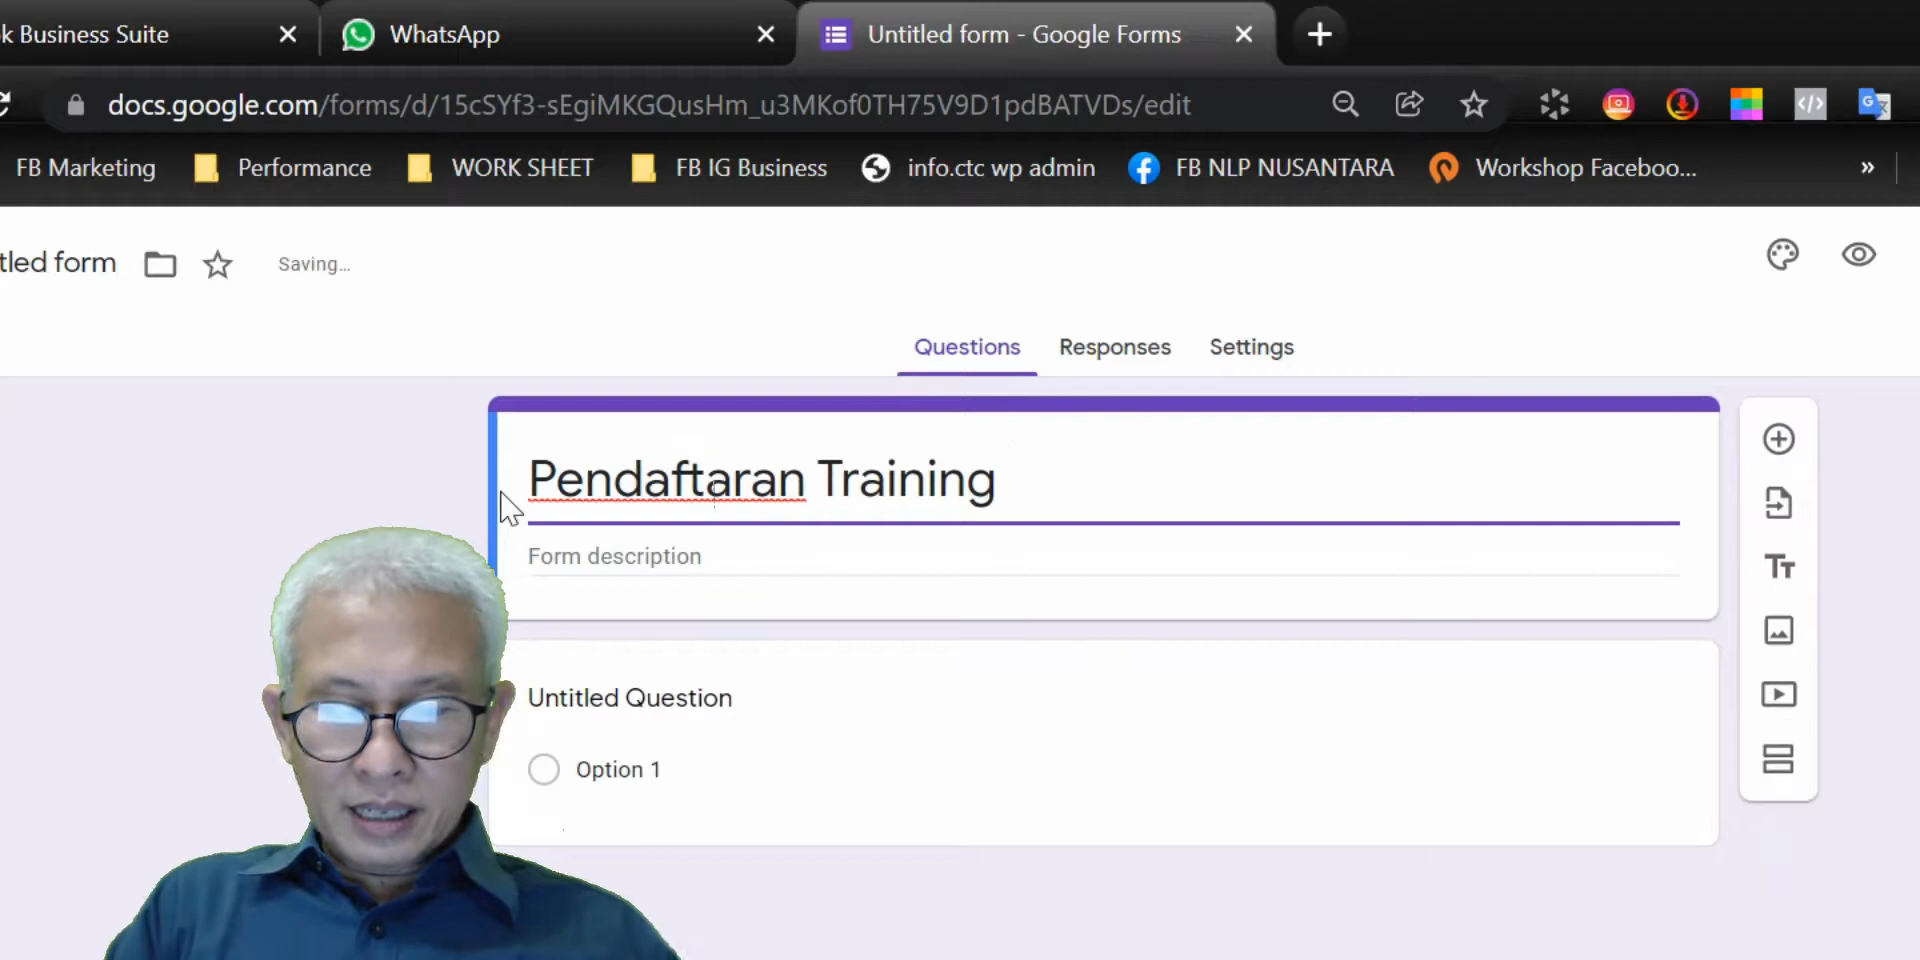 k Business Suite
WhatsApp
Untitled form - Google Forms
docs.google.com/forms/d/15cSYf3-sEgiMKGQusHm_u3MKof0TH75V9D1pdBATVDs/edit
FB Marketing
Performance
WORK SHEET
FB IG Business
info.ctc wp admin
FB NLP NUSANTARA
Workshop Faceboo...
»
tled form
Saving...
Questions
Responses
Settings
Pendaftaran Training
Form description
Untitled Question
Option 1